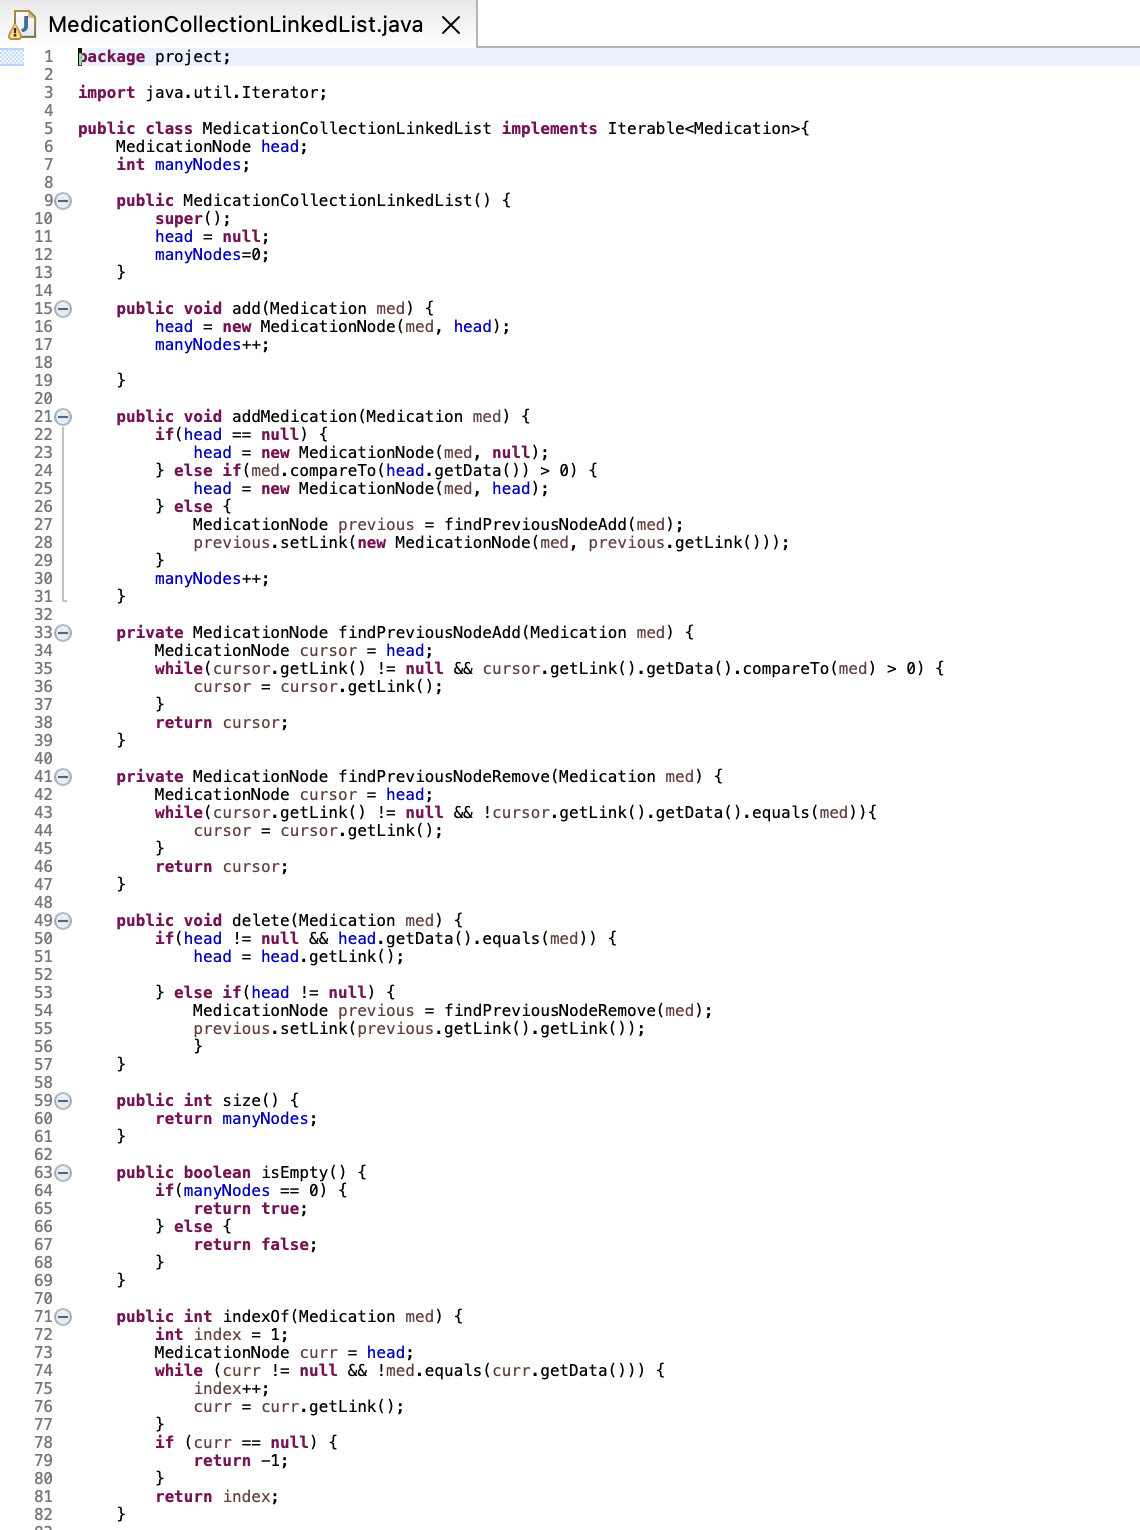 MedicationCollectionLinkedList.java
1 package project;
2
3 import java.util.Iterator;
4
5 public class MedicationCollectionLinkedList implements Iterable<Medication>{
6     MedicationNode head;
7     int manyNodes;
8
9     public MedicationCollectionLinkedList() {
10         super();
11         head = null;
12         manyNodes=0;
13     }
14
15     public void add(Medication med) {
16         head = new MedicationNode(med, head);
17         manyNodes++;
18
19     }
20
21     public void addMedication(Medication med) {
22         if(head == null) {
23             head = new MedicationNode(med, null);
24         } else if(med.compareTo(head.getData()) > 0) {
25             head = new MedicationNode(med, head);
26         } else {
27             MedicationNode previous = findPreviousNodeAdd(med);
28             previous.setLink(new MedicationNode(med, previous.getLink()));
29         }
30         manyNodes++;
31     }
32
33     private MedicationNode findPreviousNodeAdd(Medication med) {
34         MedicationNode cursor = head;
35         while(cursor.getLink() != null && cursor.getLink().getData().compareTo(med) > 0) {
36             cursor = cursor.getLink();
37         }
38         return cursor;
39     }
40
41     private MedicationNode findPreviousNodeRemove(Medication med) {
42         MedicationNode cursor = head;
43         while(cursor.getLink() != null && !cursor.getLink().getData().equals(med)){
44             cursor = cursor.getLink();
45         }
46         return cursor;
47     }
48
49     public void delete(Medication med) {
50         if(head != null && head.getData().equals(med)) {
51             head = head.getLink();
52
53         } else if(head != null) {
54             MedicationNode previous = findPreviousNodeRemove(med);
55             previous.setLink(previous.getLink().getLink());
56             }
57     }
58
59     public int size() {
60         return manyNodes;
61     }
62
63     public boolean isEmpty() {
64         if(manyNodes == 0) {
65             return true;
66         } else {
67             return false;
68         }
69     }
70
71     public int indexOf(Medication med) {
72         int index = 1;
73         MedicationNode curr = head;
74         while (curr != null && !med.equals(curr.getData())) {
75             index++;
76             curr = curr.getLink();
77         }
78         if (curr == null) {
79             return -1;
80         }
81         return index;
82     }